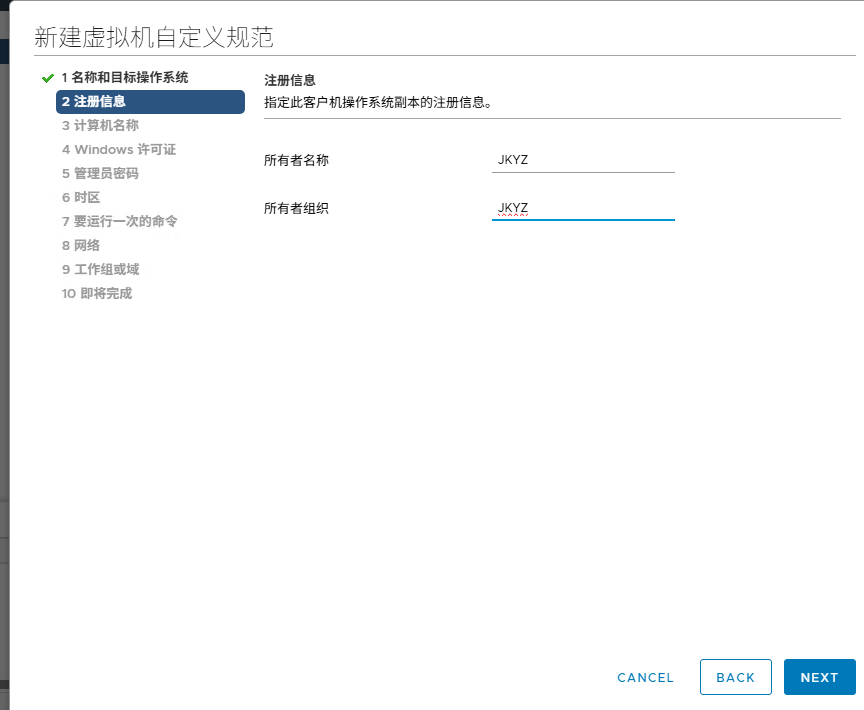 新建虚拟机自定义规范
1 名称和目标操作系统
2 注册信息
3 计算机名称
4 Windows 许可证
5 管理员密码
6 时区
7 要运行一次的命令
8 网络
9 工作组或域
10 即将完成
注册信息
指定此客户机操作系统副本的注册信息。
所有者名称 JKYZ
所有者组织 JKYZ
CANCEL BACK NEXT